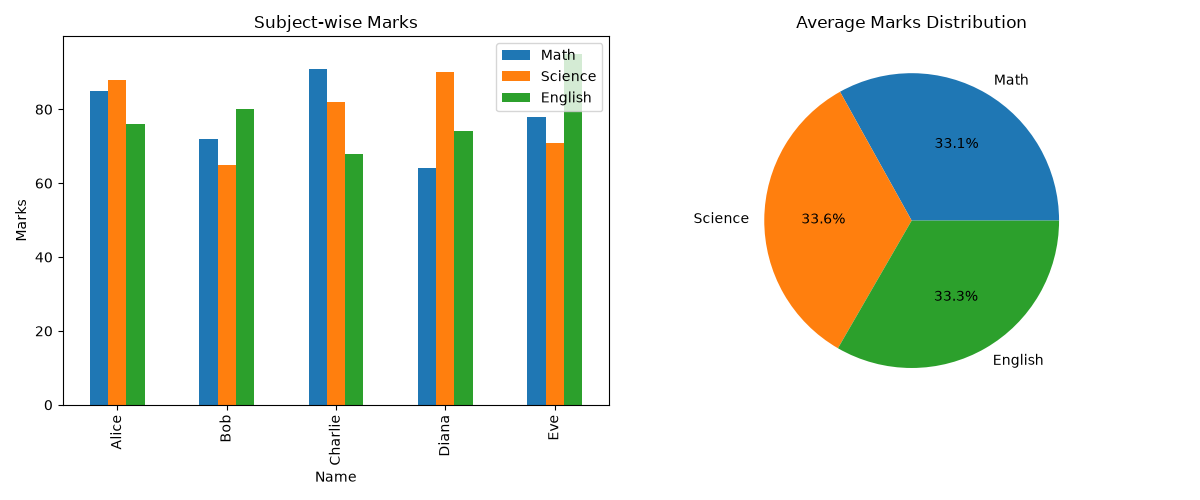 Subject-wise Marks
Marks
80
60
40
20
0
Math
Science
English
Alice
Bob
Charlie
Diana
Eve
Name
Average Marks Distribution
Math
33.1%
Science
33.6%
33.3%
English